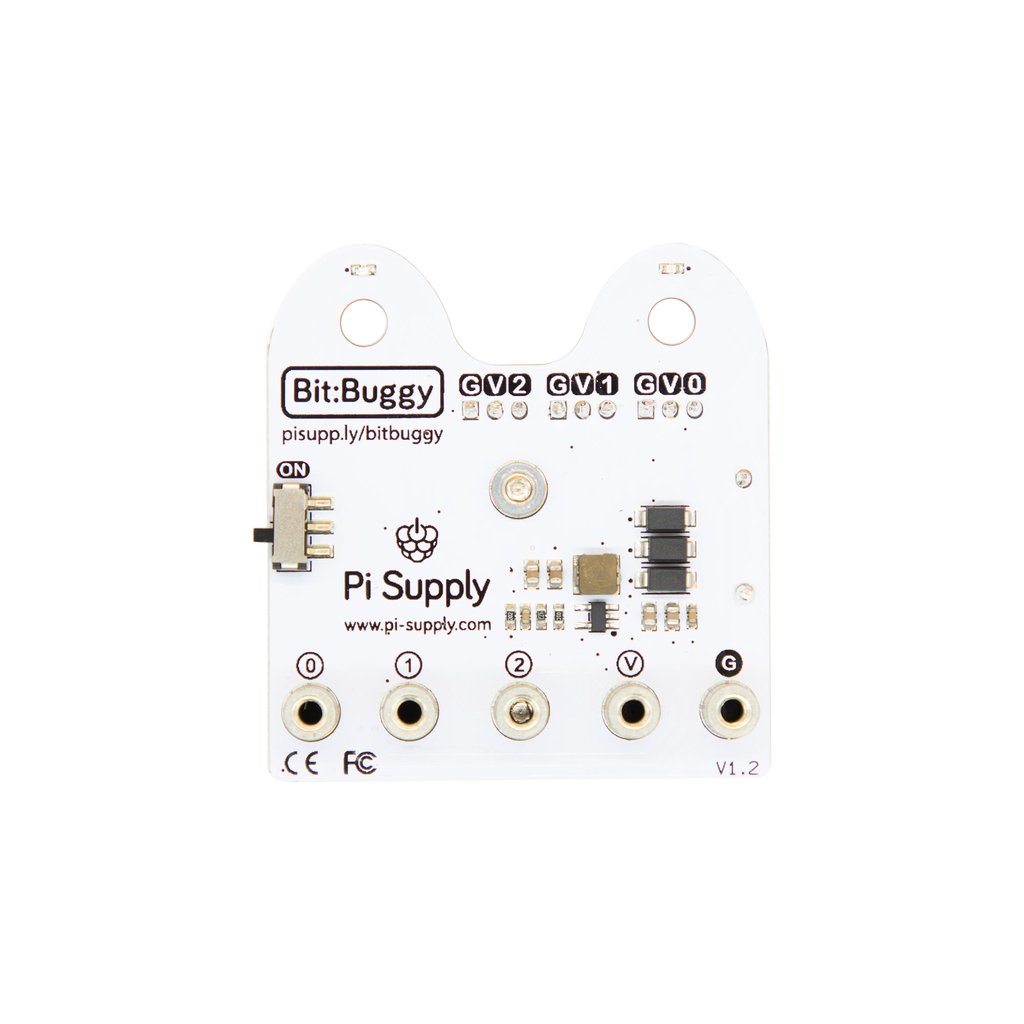 Bit:Buggy GV2 GV1 GV0
pisupp.ly/bitbuggy
ON
Pi Supply
www.pi-supply.com
0 1 2 V G
CE FC V1.2